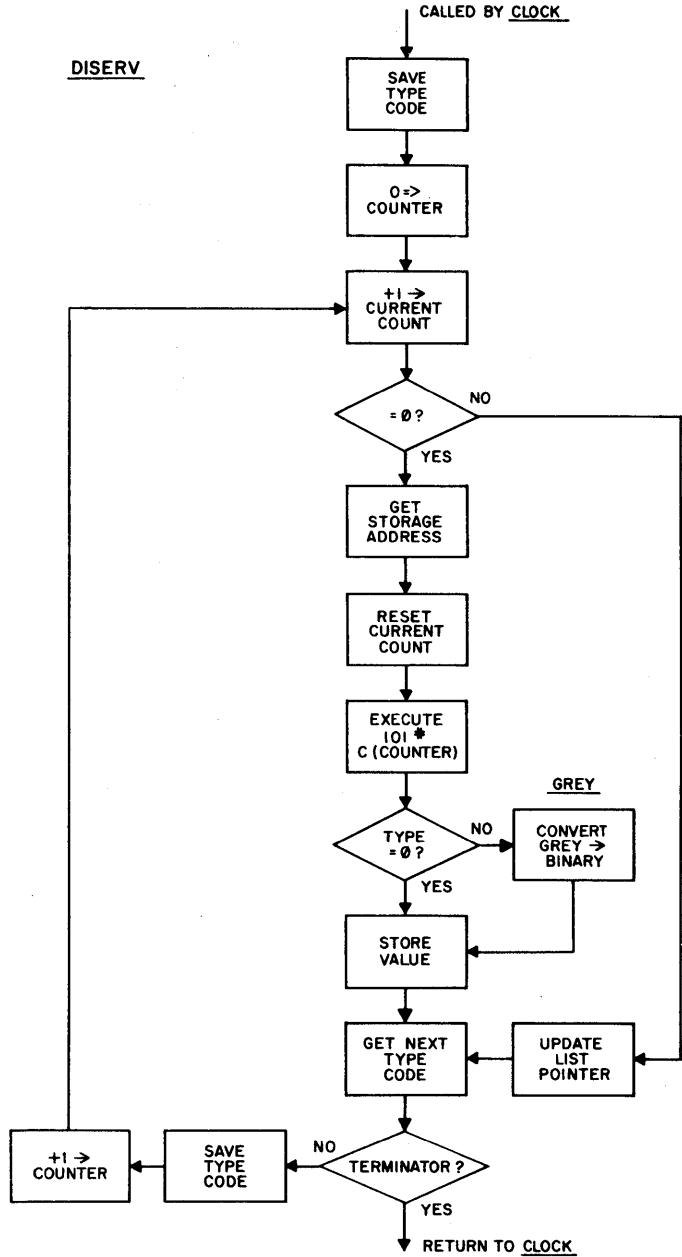 CALLED BY CLOCK
DISERV
SAVE
TYPE
CODE
0=>
COUNTER
+1 →
CURRENT
COUNT
= Ø ?
NO
YES
GET
STORAGE
ADDRESS
RESET
CURRENT
COUNT
EXECUTE
101 *
C (COUNTER)
GREY
TYPE
= Ø ?
NO
CONVERT
GREY →
BINARY
YES
STORE
VALUE
GET NEXT
TYPE
CODE
UPDATE
LIST
POINTER
+1 →
COUNTER
SAVE
TYPE
CODE
NO
TERMINATOR ?
YES
RETURN TO CLOCK